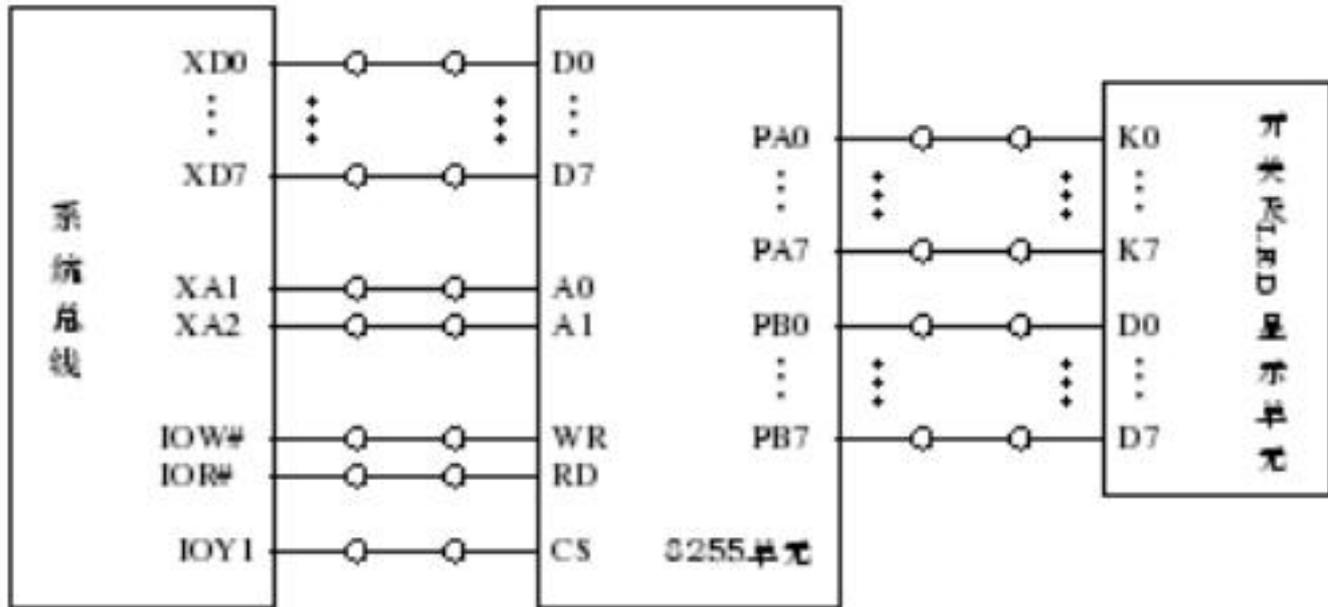 系统总线
XD0
⋮
XD7
XA1
XA2
IOW#
IOR#
IOY1
D0
⋮
D7
A0
A1
WR
RD
CS
8255单元
PA0
⋮
PA7
PB0
⋮
PB7
K0
⋮
K7
D0
⋮
D7
开关及LED显示单元